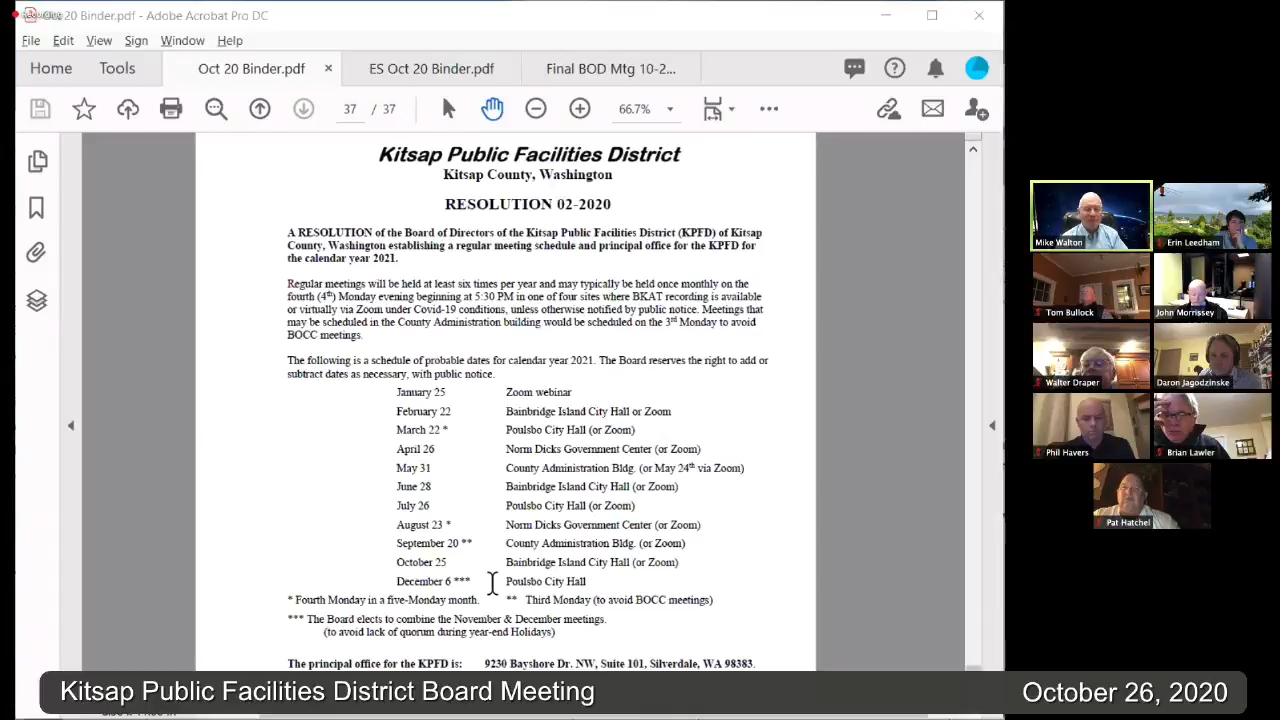 Oct 20 Binder.pdf - Adobe Acrobat Pro DC
File Edit View Sign Window Help
Home Tools Oct 20 Binder.pdf × ES Oct 20 Binder.pdf Final BOD Mtg 10-2...
37 / 37 66.7%
Kitsap Public Facilities District
Kitsap County, Washington
RESOLUTION 02-2020
A RESOLUTION of the Board of Directors of the Kitsap Public Facilities District (KPFD) of Kitsap
County, Washington establishing a regular meeting schedule and principal office for the KPFD for
the calendar year 2021.
Regular meetings will be held at least six times per year and may typically be held once monthly on the
fourth (4th) Monday evening beginning at 5:30 PM in one of four sites where BKAT recording is available
or virtually via Zoom under Covid-19 conditions, unless otherwise notified by public notice. Meetings that
may be scheduled in the County Administration building would be scheduled on the 3rd Monday to avoid
BOCC meetings.
The following is a schedule of probable dates for calendar year 2021. The Board reserves the right to add or
subtract dates as necessary, with public notice.
January 25 Zoom webinar
February 22 Bainbridge Island City Hall or Zoom
March 22 * Poulsbo City Hall (or Zoom)
April 26 Norm Dicks Government Center (or Zoom)
May 31 County Administration Bldg. (or May 24th via Zoom)
June 28 Bainbridge Island City Hall (or Zoom)
July 26 Poulsbo City Hall (or Zoom)
August 23 * Norm Dicks Government Center (or Zoom)
September 20 ** County Administration Bldg. (or Zoom)
October 25 Bainbridge Island City Hall (or Zoom)
December 6 *** Poulsbo City Hall
* Fourth Monday in a five-Monday month. ** Third Monday (to avoid BOCC meetings)
*** The Board elects to combine the November & December meetings.
(to avoid lack of quorum during year-end Holidays)
The principal office for the KPFD is: 9230 Bayshore Dr. NW, Suite 101, Silverdale, WA 98383.
Mike Walton
Erin Leedham
Tom Bullock
John Morrissey
Walter Draper
Daron Jagodzinske
Phil Havers
Brian Lawler
Pat Hatchel
Kitsap Public Facilities District Board Meeting
October 26, 2020